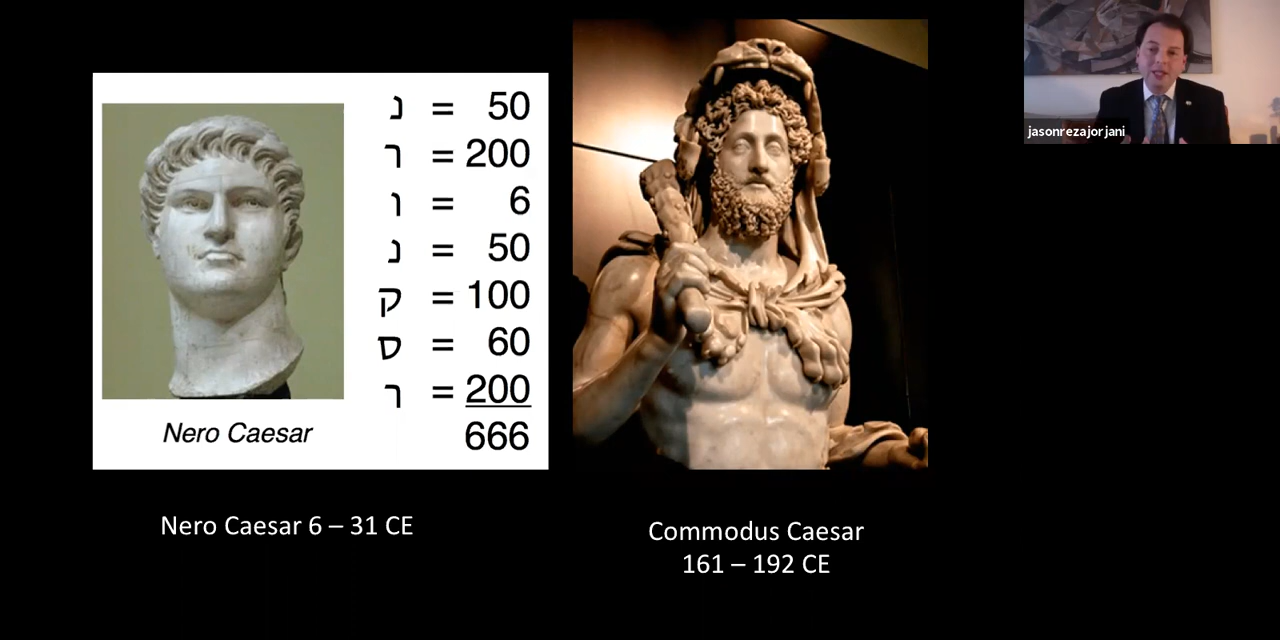 נ = 50
ר = 200
ו = 6
נ = 50
ק = 100
ס = 60
ר = 200
666
Nero Caesar
Nero Caesar 6 – 31 CE
Commodus Caesar
161 – 192 CE
jasonrezajorjani